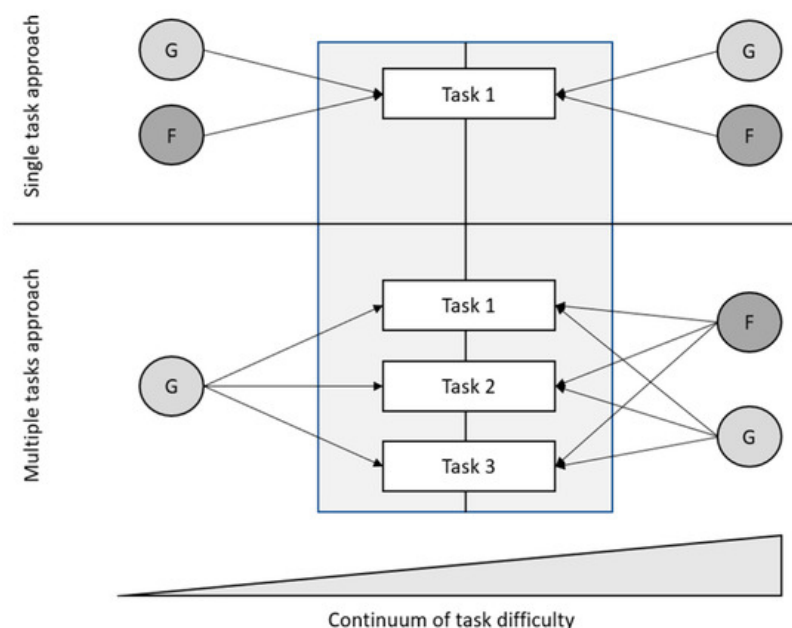 Single task approach
G
G
Task 1
F
F
Multiple tasks approach
Task 1
F
G
Task 2
G
Task 3
Continuum of task difficulty